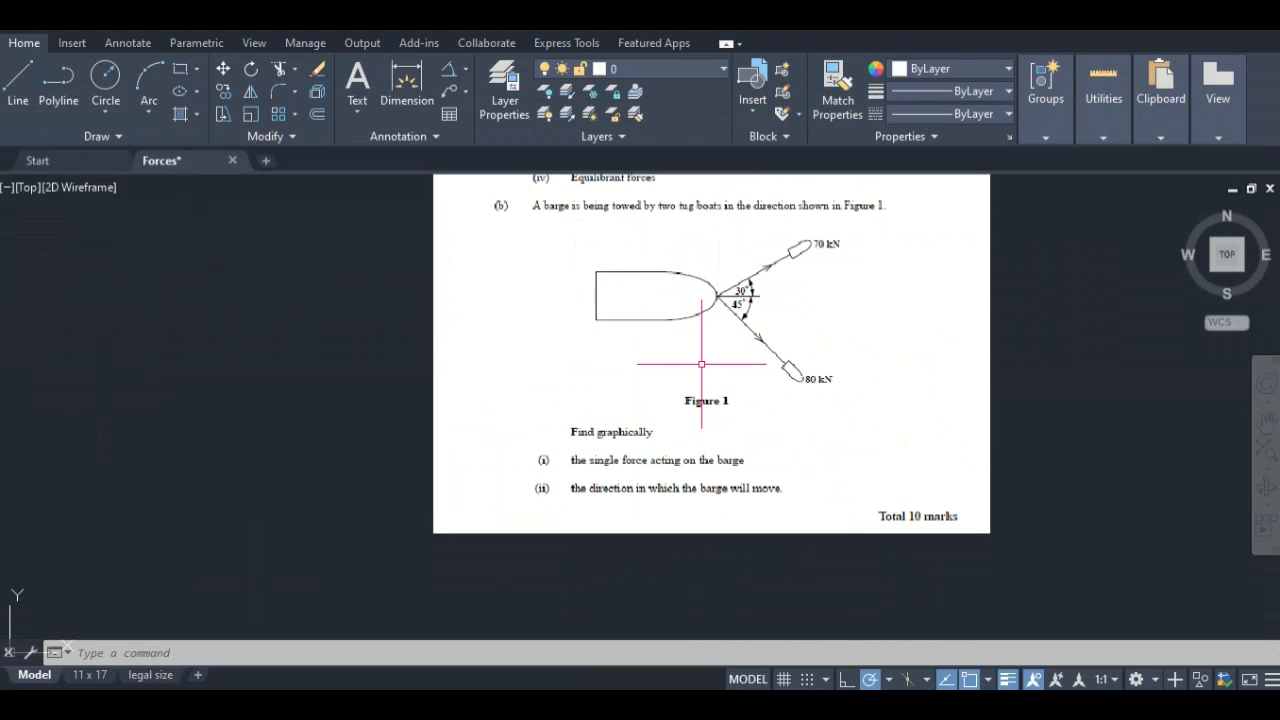 Home Insert Annotate Parametric View Manage Output Add-ins Collaborate Express Tools Featured Apps
0
ByLayer
ByLayer
ByLayer
Line Polyline Circle Arc Text Dimension Layer Properties Insert Match Properties Groups Utilities Clipboard View
Draw Modify Annotation Layers Block Properties
Start Forces*
[−][Top][2D Wireframe]
N
W TOP E
S
WCS
(iv) Equilibrant forces
(b) A barge is being towed by two tug boats in the direction shown in Figure 1.
70 kN
30°
45°
80 kN
Figure 1
Find graphically
(i) the single force acting on the barge
(ii) the direction in which the barge will move.
Total 10 marks
Y
X
Type a command
Model 11 x 17 legal size
MODEL 1:1